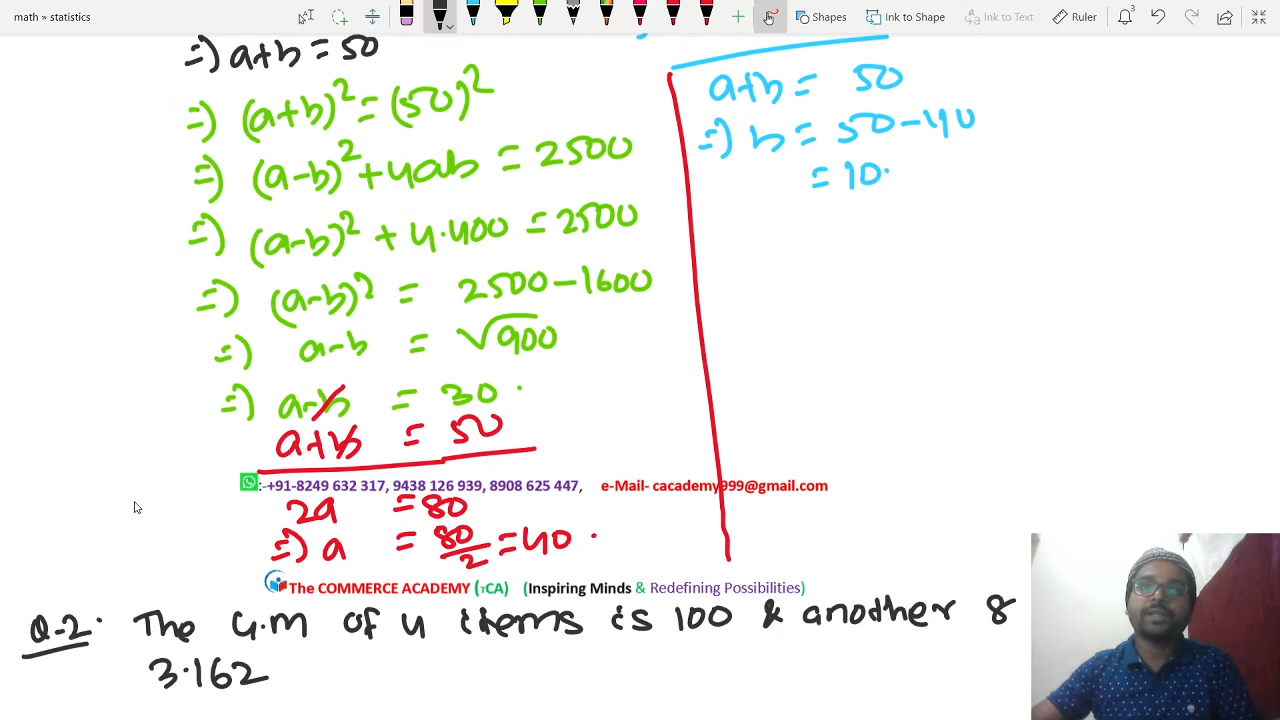 math » statistics
Shapes
Ink to Shape
Ink to Text
Ruler
=) a+b = 50
=) (a+b)² = (50)²
=) (a-b)² + 4ab = 2500
=) (a-b)² + 4·400 = 2500
=) (a-b)² = 2500-1600
=) a-b = √900
=) a-b = 30.
a+b = 50
2a = 80
=) a = 80/2 = 40.
a+b = 50
=) b = 50-40
= 10.
:-+91-8249 632 317, 9438 126 939, 8908 625 447, e-Mail- cacademy999@gmail.com
The COMMERCE ACADEMY (TCA) (Inspiring Minds & Redefining Possibilities)
Q-2. The G.M of 4 items is 100 & another 8
3.162